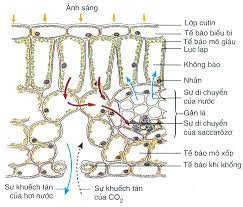 Ánh sáng
Lớp cutin
Tế bào biểu bì
Tế bào mô giậu
Lục lạp
Không bào
Nhân
Sự di chuyển
của nước
Gân lá
Sự di chuyển
của saccarôzơ
Tế bào mô xốp
Tế bào khí khổng
Sự khuếch
tán của hơi nước
Sự khuếch tán
của CO2